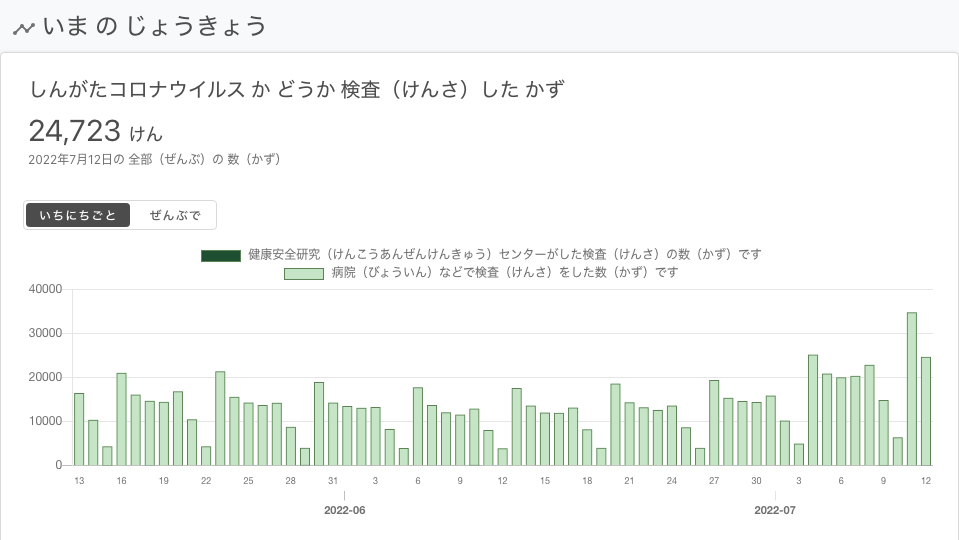 いま の じょうきょう
しんがたコロナウイルス か どうか 検査（けんさ）した かず
24,723 けん
2022年7月12日の 全部（ぜんぶ）の 数（かず）
いちにちごと ぜんぶで
健康安全研究（けんこうあんぜんけんきゅう）センターがした検査（けんさ）の数（かず）です
病院（びょういん）などで検査（けんさ）をした数（かず）です
40000
30000
20000
10000
0
13 16 19 22 25 28 31 3 6 9 12 15 18 21 24 27 30 3 6 9 12
2022-06 2022-07